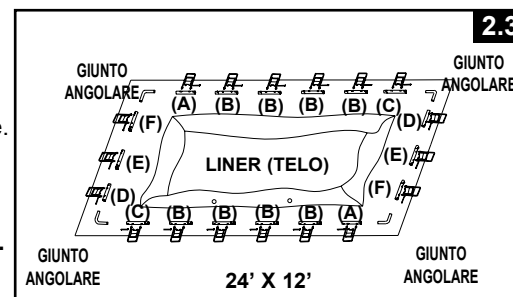 2.3
GIUNTO
ANGOLARE
GIUNTO
ANGOLARE
(A) (B) (B) (B) (B) (C)
(F) (D)
e.
(E) (E)
LINER (TELO)
(D) (F)
(C) (B) (B) (B) (B) (A)
GIUNTO
ANGOLARE
GIUNTO
ANGOLARE
24' X 12'